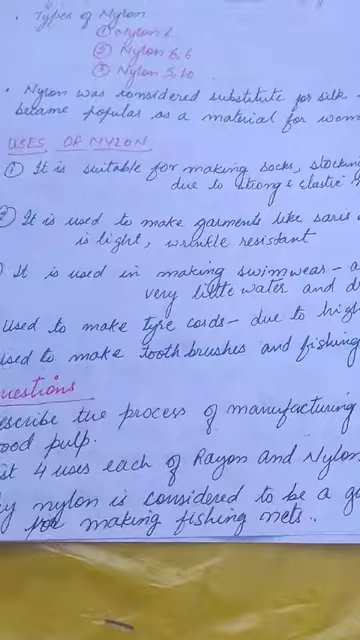 . Types of Nylon
① Nylon 6
② Nylon 6,6
③ Nylon 5,10
• Nylon was considered substitute for silk
became popular as a material for wom
USES OF NYLON
① It is suitable for making socks, stockin
due to strong & elastic
② It is used to make garments like saris
is light, wrinkle resistant
It is used in making swimwear - a
very little water and d
used to make tyre cords - due to high
used to make tooth brushes and fishing
uestions
escribe the process of manufacturing
ood pulp.
ist 4 uses each of Rayon and Nylon
y nylon is considered to be a go
for making fishing nets..